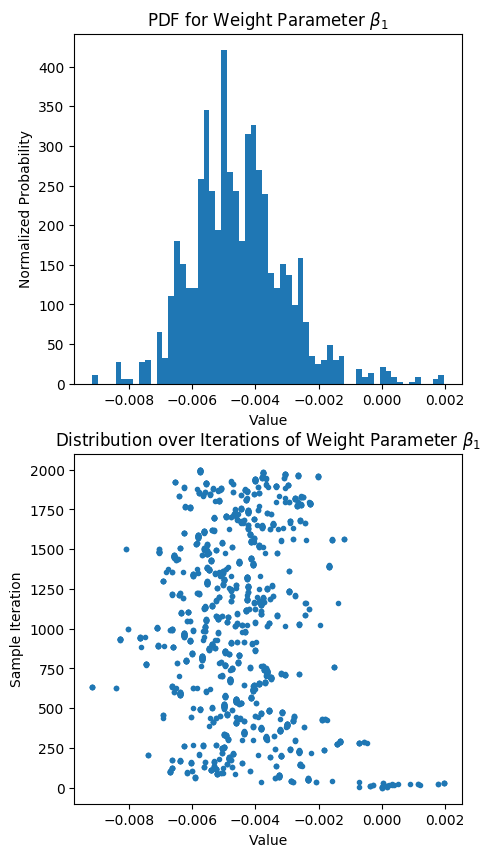 PDF for Weight Parameter β₁
Normalized Probability
400
350
300
250
200
150
100
50
0
−0.008 −0.006 −0.004 −0.002 0.000 0.002
Value
Distribution over Iterations of Weight Parameter β₁
Sample Iteration
2000
1750
1500
1250
1000
750
500
250
0
−0.008 −0.006 −0.004 −0.002 0.000 0.002
Value